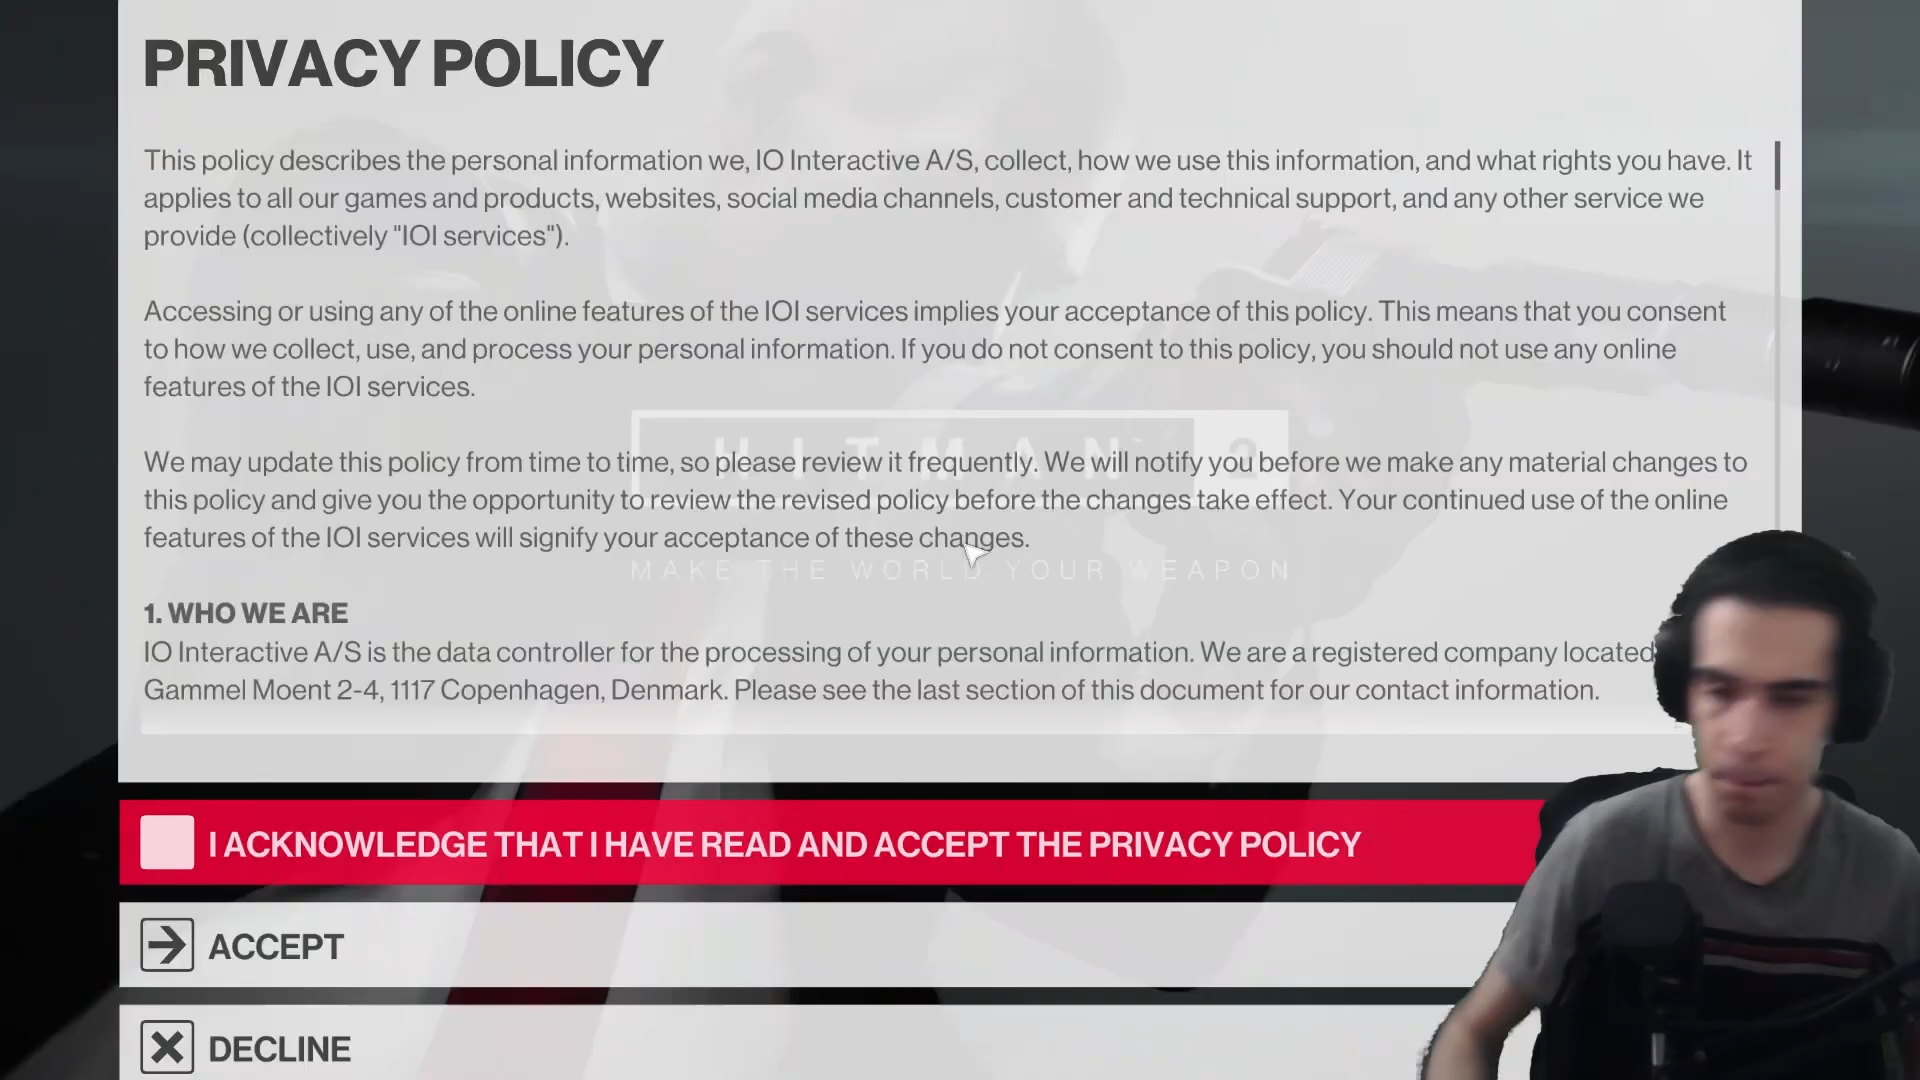 PRIVACY POLICY
This policy describes the personal information we, IO Interactive A/S, collect, how we use this information, and what rights you have. It
applies to all our games and products, websites, social media channels, customer and technical support, and any other service we
provide (collectively "IOI services").
Accessing or using any of the online features of the IOI services implies your acceptance of this policy. This means that you consent
to how we collect, use, and process your personal information. If you do not consent to this policy, you should not use any online
features of the IOI services.
HITMAN 2
We may update this policy from time to time, so please review it frequently. We will notify you before we make any material changes to
this policy and give you the opportunity to review the revised policy before the changes take effect. Your continued use of the online
features of the IOI services will signify your acceptance of these changes.
MAKE THE WORLD YOUR WEAPON
1. WHO WE ARE
IO Interactive A/S is the data controller for the processing of your personal information. We are a registered company located
Gammel Moent 2-4, 1117 Copenhagen, Denmark. Please see the last section of this document for our contact information.
I ACKNOWLEDGE THAT I HAVE READ AND ACCEPT THE PRIVACY POLICY
ACCEPT
DECLINE